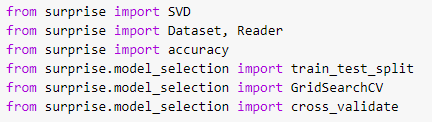 from surprise import SVD
from surprise import Dataset, Reader
from surprise import accuracy
from surprise.model_selection import train_test_split
from surprise.model_selection import GridSearchCV
from surprise.model_selection import cross_validate